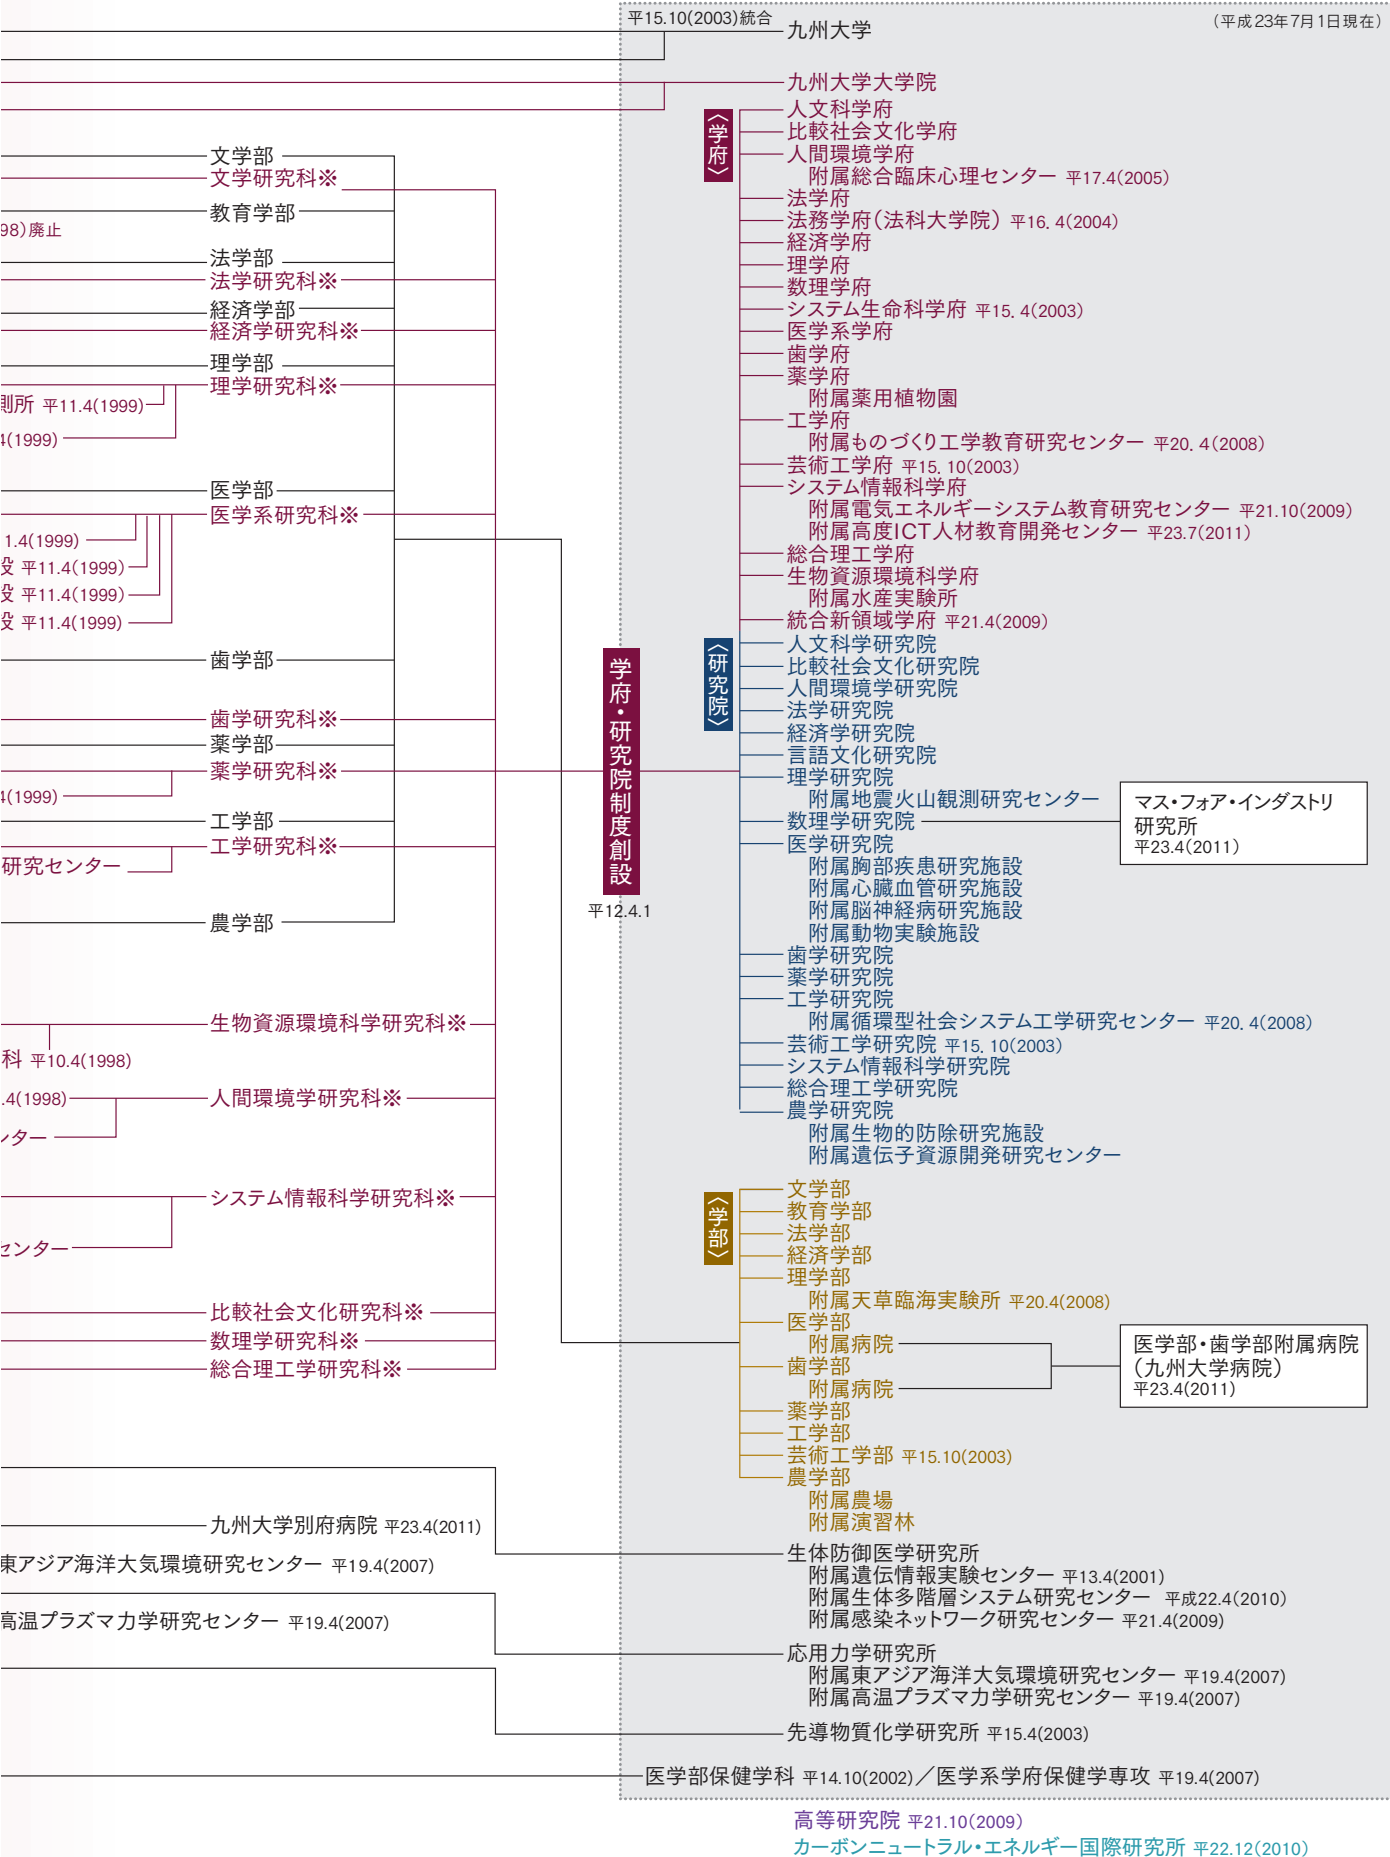 平15.10(2003)統合
九州大学
(平成23年7月1日現在)
九州大学大学院
〈学府〉
人文科学府
比較社会文化学府
人間環境学府
附属総合臨床心理センター 平17.4(2005)
法学府
法務学府(法科大学院) 平16. 4(2004)
経済学府
理学府
数理学府
システム生命科学府 平15. 4(2003)
医学系学府
歯学府
薬学府
附属薬用植物園
工学府
附属ものづくり工学教育研究センター 平20. 4(2008)
芸術工学府 平15. 10(2003)
システム情報科学府
附属電気エネルギーシステム教育研究センター 平21.10(2009)
附属高度ICT人材教育開発センター 平23.7(2011)
総合理工学府
生物資源環境科学府
附属水産実験所
統合新領域学府 平21.4(2009)
〈研究院〉
人文科学研究院
比較社会文化研究院
人間環境学研究院
法学研究院
経済学研究院
言語文化研究院
理学研究院
附属地震火山観測研究センター
数理学研究院
マス・フォア・インダストリ
研究所
平23.4(2011)
医学研究院
附属胸部疾患研究施設
附属心臓血管研究施設
附属脳神経病研究施設
附属動物実験施設
歯学研究院
薬学研究院
工学研究院
附属循環型社会システム工学研究センター 平20. 4(2008)
芸術工学研究院 平15. 10(2003)
システム情報科学研究院
総合理工学研究院
農学研究院
附属生物的防除研究施設
附属遺伝子資源開発研究センター
〈学部〉
文学部
教育学部
法学部
経済学部
理学部
附属天草臨海実験所 平20.4(2008)
医学部
附属病院
歯学部
附属病院
医学部・歯学部附属病院
(九州大学病院)
平23.4(2011)
薬学部
工学部
芸術工学部 平15.10(2003)
農学部
附属農場
附属演習林
生体防御医学研究所
附属遺伝情報実験センター 平13.4(2001)
附属生体多階層システム研究センター 平成22.4(2010)
附属感染ネットワーク研究センター 平21.4(2009)
応用力学研究所
附属東アジア海洋大気環境研究センター 平19.4(2007)
附属高温プラズマ力学研究センター 平19.4(2007)
先導物質化学研究所 平15.4(2003)
医学部保健学科 平14.10(2002)/医学系学府保健学専攻 平19.4(2007)
高等研究院 平21.10(2009)
カーボンニュートラル・エネルギー国際研究所 平22.12(2010)
学府・研究院制度創設
平12.4.1
文学部
文学研究科※
教育学部
98)廃止
法学部
法学研究科※
経済学部
経済学研究科※
理学部
理学研究科※
測所 平11.4(1999)
4(1999)
医学部
医学系研究科※
1.4(1999)
設 平11.4(1999)
設 平11.4(1999)
設 平11.4(1999)
歯学部
歯学研究科※
薬学部
薬学研究科※
4(1999)
工学部
工学研究科※
研究センター
農学部
生物資源環境科学研究科※
科 平10.4(1998)
.4(1998)
人間環境学研究科※
ンター
システム情報科学研究科※
センター
比較社会文化研究科※
数理学研究科※
総合理工学研究科※
九州大学別府病院 平23.4(2011)
東アジア海洋大気環境研究センター 平19.4(2007)
高温プラズマ力学研究センター 平19.4(2007)